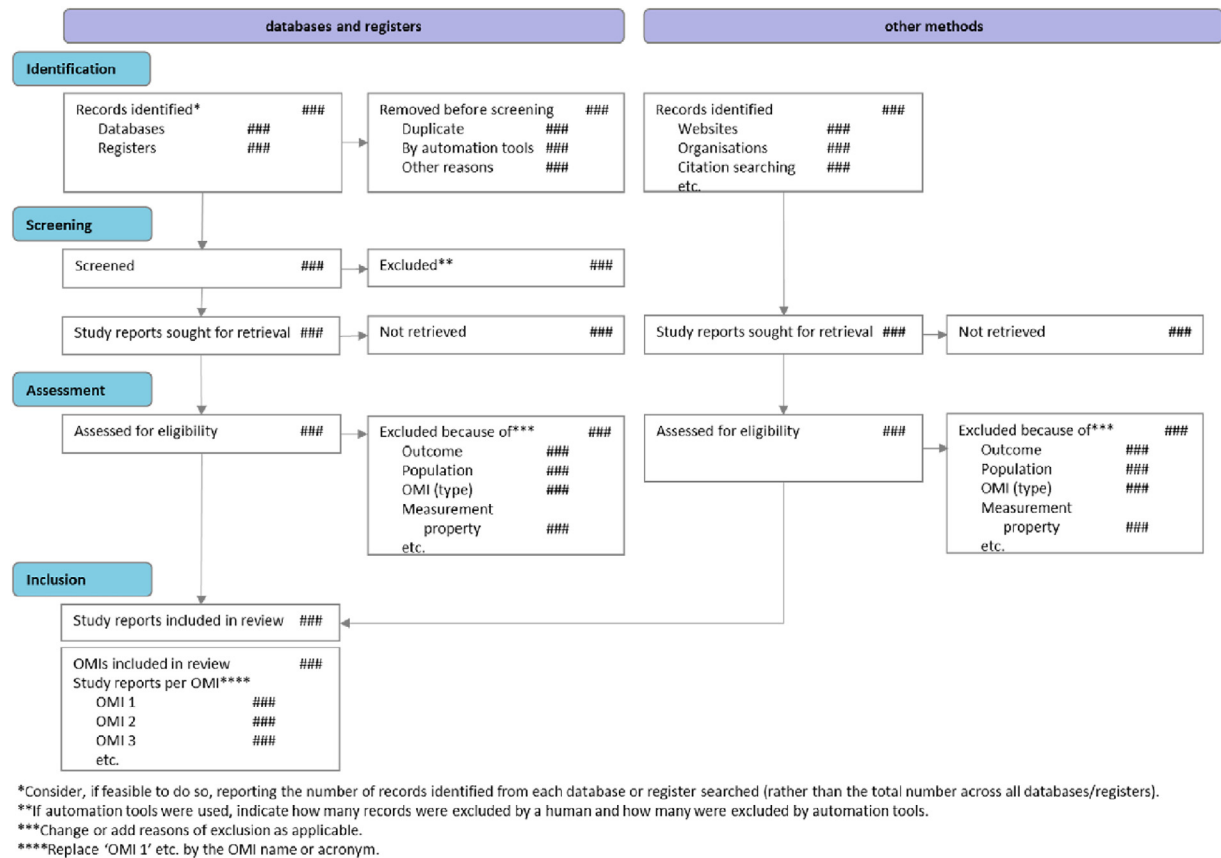 databases and registers
other methods
Identification
Records identified* ###
Databases ###
Registers ###
Removed before screening ###
Duplicate ###
By automation tools ###
Other reasons ###
Records identified ###
Websites ###
Organisations ###
Citation searching ###
etc.
Screening
Screened ###
Excluded** ###
Study reports sought for retrieval ###
Not retrieved ###
Study reports sought for retrieval ###
Not retrieved ###
Assessment
Assessed for eligibility ###
Excluded because of*** ###
Outcome ###
Population ###
OMI (type) ###
Measurement
property ###
etc.
Assessed for eligibility ###
Excluded because of*** ###
Outcome ###
Population ###
OMI (type) ###
Measurement
property ###
etc.
Inclusion
Study reports included in review ###
OMIs included in review ###
Study reports per OMI****
OMI 1 ###
OMI 2 ###
OMI 3 ###
etc.
*Consider, if feasible to do so, reporting the number of records identified from each database or register searched (rather than the total number across all databases/registers).
**If automation tools were used, indicate how many records were excluded by a human and how many were excluded by automation tools.
***Change or add reasons of exclusion as applicable.
****Replace ‘OMI 1’ etc. by the OMI name or acronym.